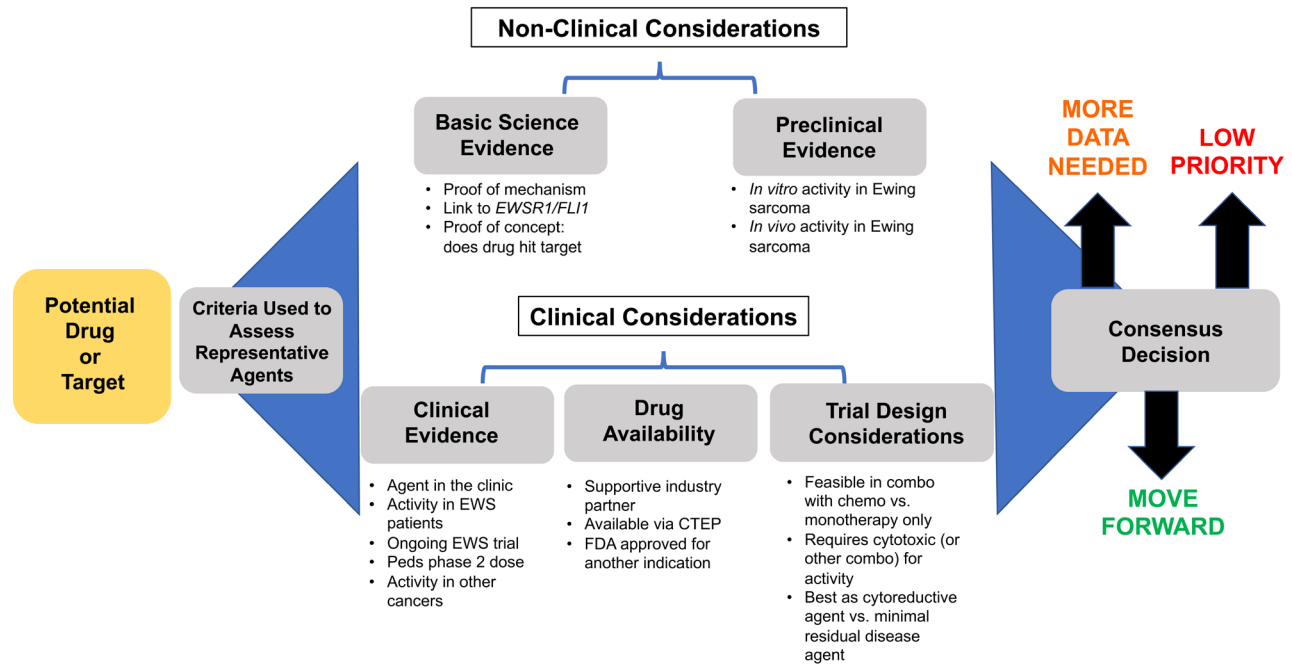 Non-Clinical Considerations
Basic Science
Evidence
• Proof of mechanism
• Link to EWSR1/FLI1
• Proof of concept:
does drug hit target
Preclinical
Evidence
• In vitro activity in Ewing
sarcoma
• In vivo activity in Ewing
sarcoma
Potential
Drug
or
Target
Criteria Used to
Assess
Representative
Agents
Clinical Considerations
Clinical
Evidence
• Agent in the clinic
• Activity in EWS
patients
• Ongoing EWS trial
• Peds phase 2 dose
• Activity in other
cancers
Drug
Availability
• Supportive industry
partner
• Available via CTEP
• FDA approved for
another indication
Trial Design
Considerations
• Feasible in combo
with chemo vs.
monotherapy only
• Requires cytotoxic (or
other combo) for
activity
• Best as cytoreductive
agent vs. minimal
residual disease
agent
MORE
DATA
NEEDED
LOW
PRIORITY
Consensus
Decision
MOVE
FORWARD